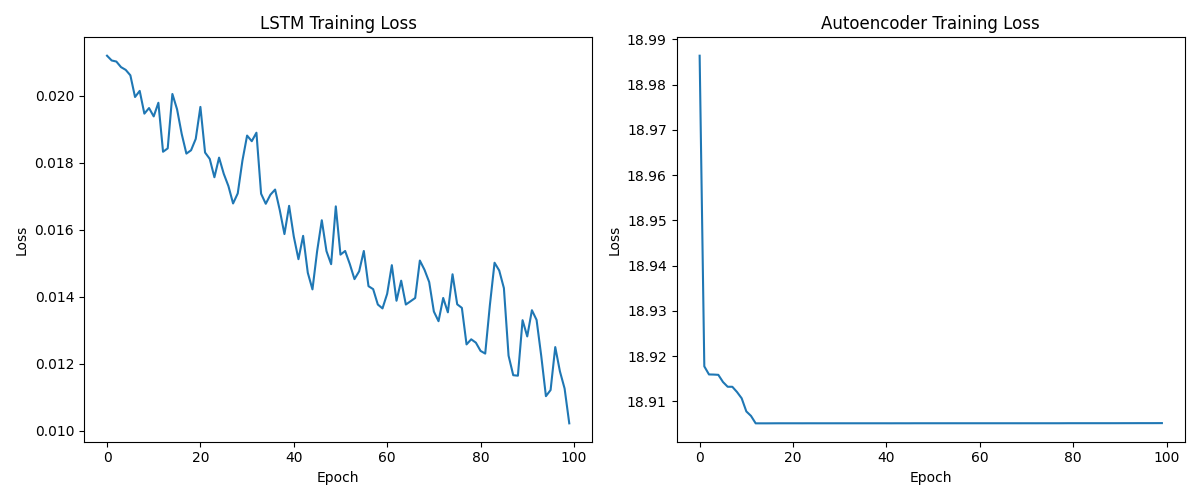 LSTM Training Loss
Loss
0.020
0.018
0.016
0.014
0.012
0.010
0 20 40 60 80 100
Epoch
Autoencoder Training Loss
Loss
18.99
18.98
18.97
18.96
18.95
18.94
18.93
18.92
18.91
0 20 40 60 80 100
Epoch